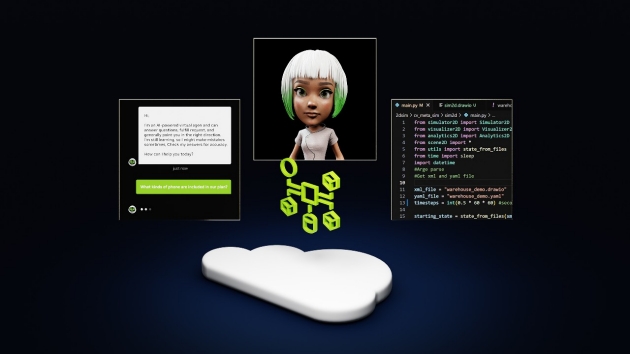 Hi,
I'm an AI-powered virtual agent and can
answer questions, fulfill request, and
generally point you in the right direction.
I'm still learning, so I might make mistakes
sometimes. Check my answers for accuracy.
How can I help you today?
just now
What kinds of phone are included in our plan?
main.py M
sim2d.drawio U
2dsim > cv_meta_sim > sim2d > main.py > ...
1 from simulator2D import Simulator2D
2 from visualizer2D import Visualizer2
3 from analytics2D import Analytics2D
4 from scene2D import *
5 from utils import state_from_files
6 from time import sleep
7 import datetime
8 #Args parse
9 #Get xml and yaml file
10
11 xml_file = "warehouse_demo.drawio"
12 yaml_file = "warehouse_demo.yaml"
13 timesteps = int(0.5 * 60 * 60) #seco
14
15 starting_state = state_from_files(xm